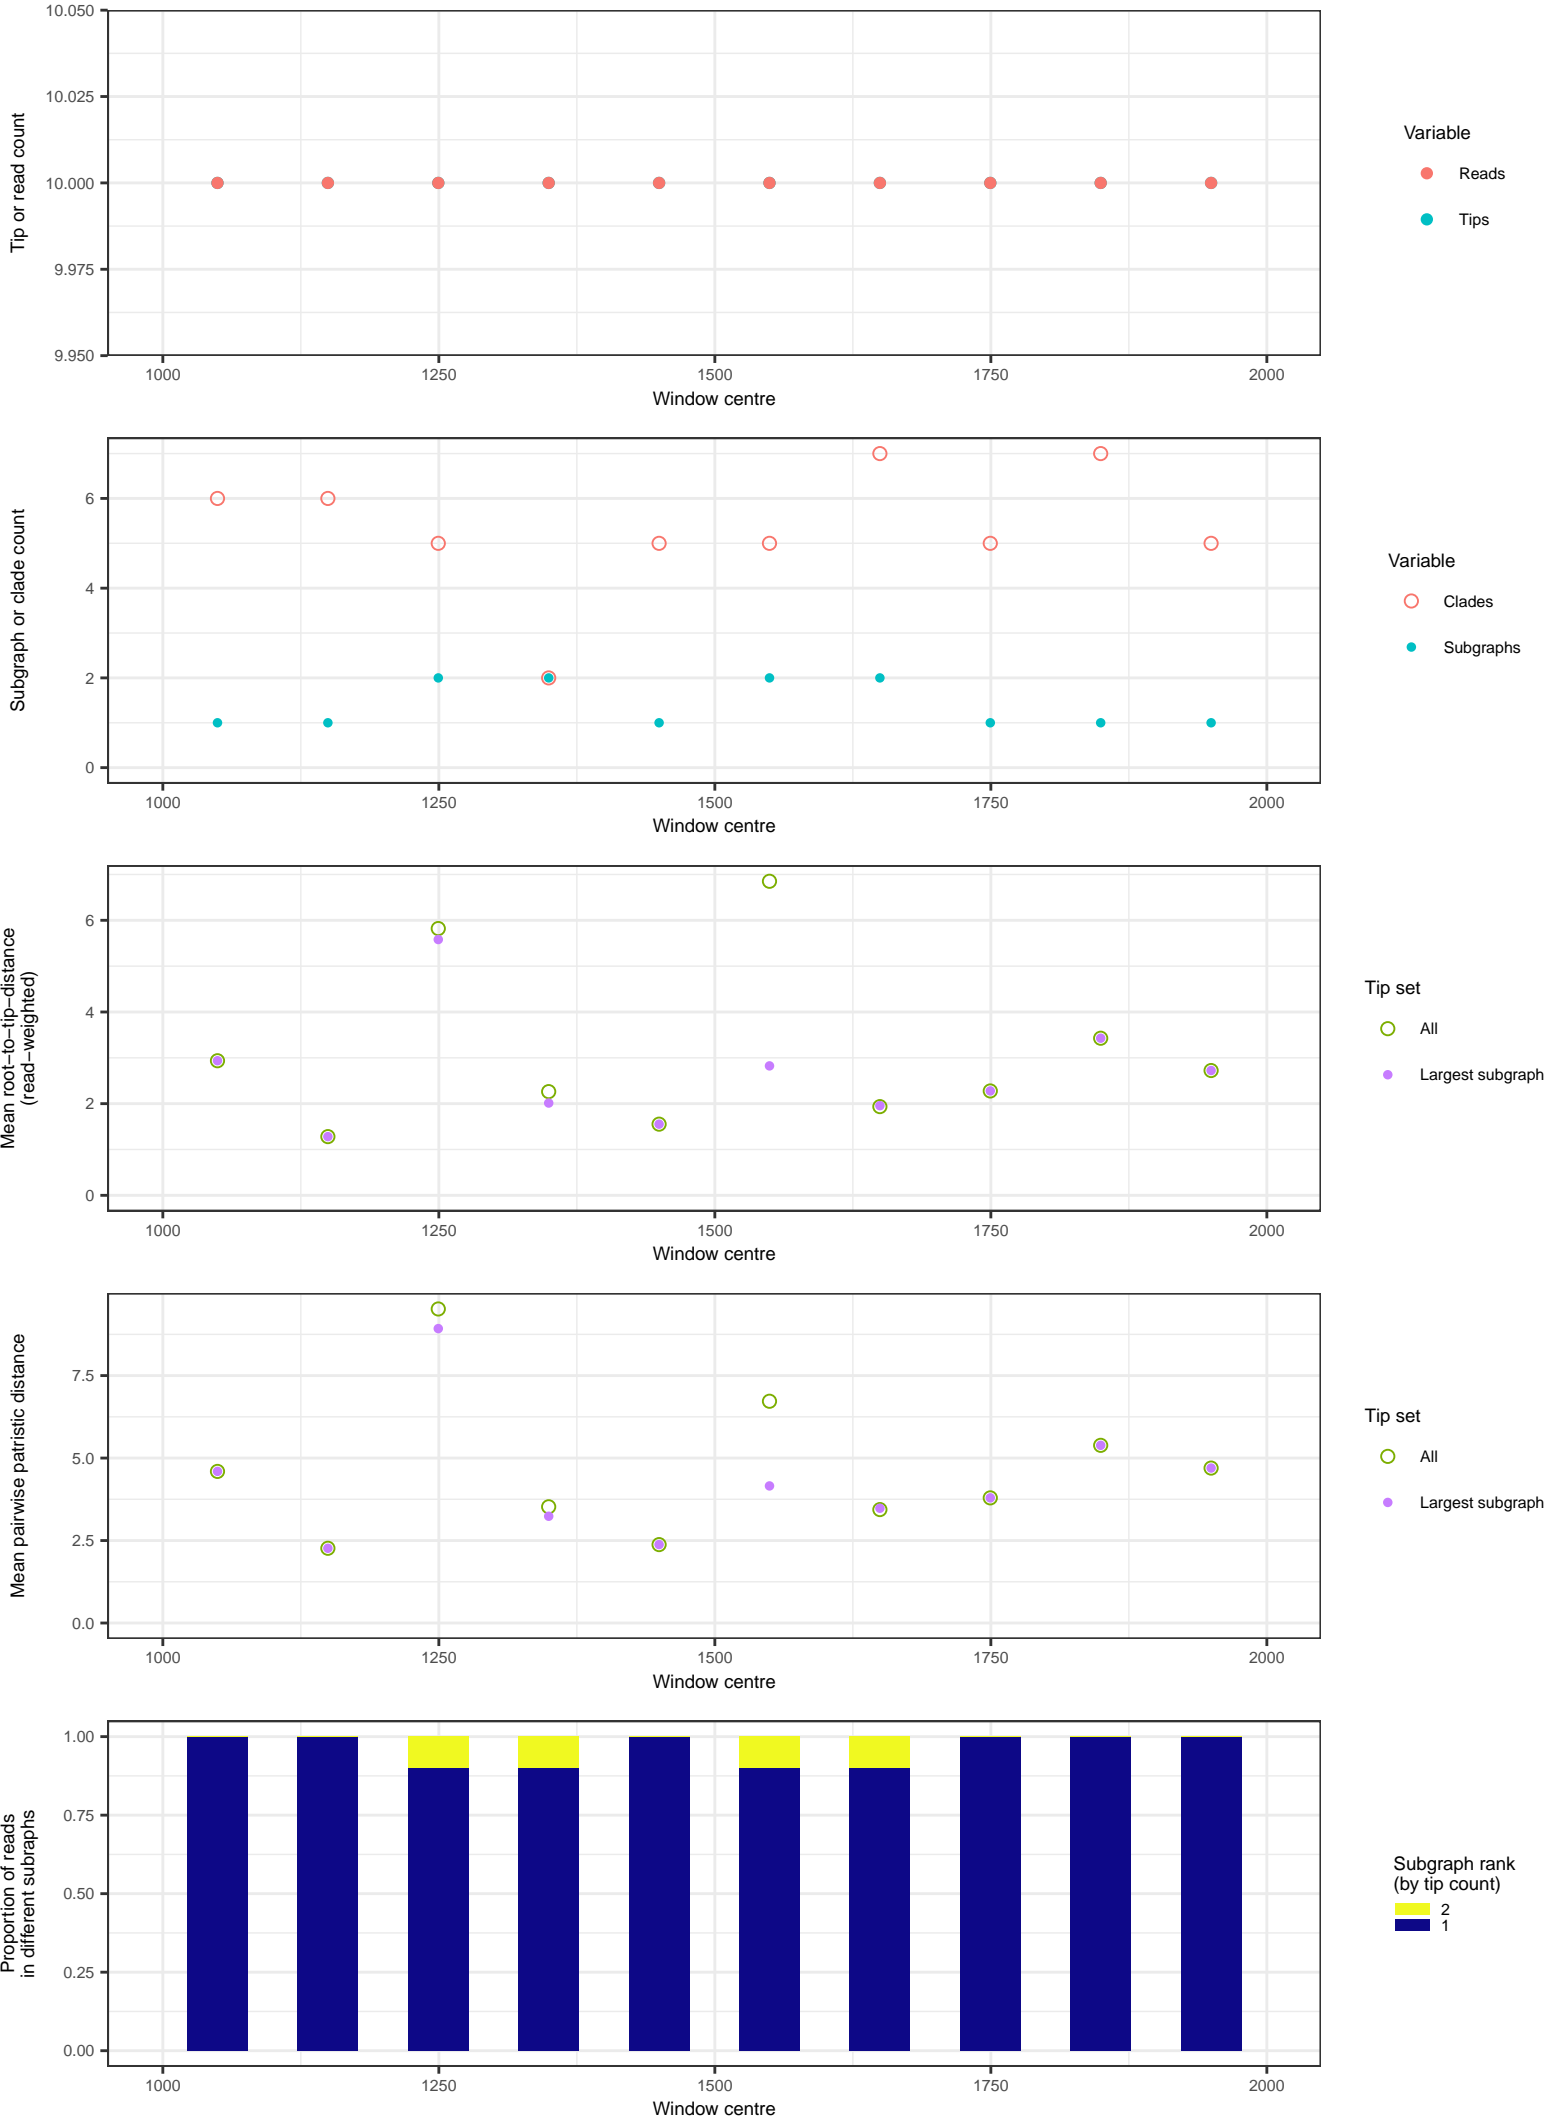 10.050
10.025
10.000
9.975
9.950
Tip or read count
1000 1250 1500 1750 2000
Window centre
Variable
Reads
Tips
6
4
2
0
Subgraph or clade count
1000 1250 1500 1750 2000
Window centre
Variable
Clades
Subgraphs
6
4
2
0
Mean root−to−tip−distance
(read−weighted)
1000 1250 1500 1750 2000
Window centre
Tip set
All
Largest subgraph
7.5
5.0
2.5
0.0
Mean pairwise patristic distance
1000 1250 1500 1750 2000
Window centre
Tip set
All
Largest subgraph
1.00
0.75
0.50
0.25
0.00
Proportion of reads
in different subraphs
1000 1250 1500 1750 2000
Window centre
Subgraph rank
(by tip count)
2
1